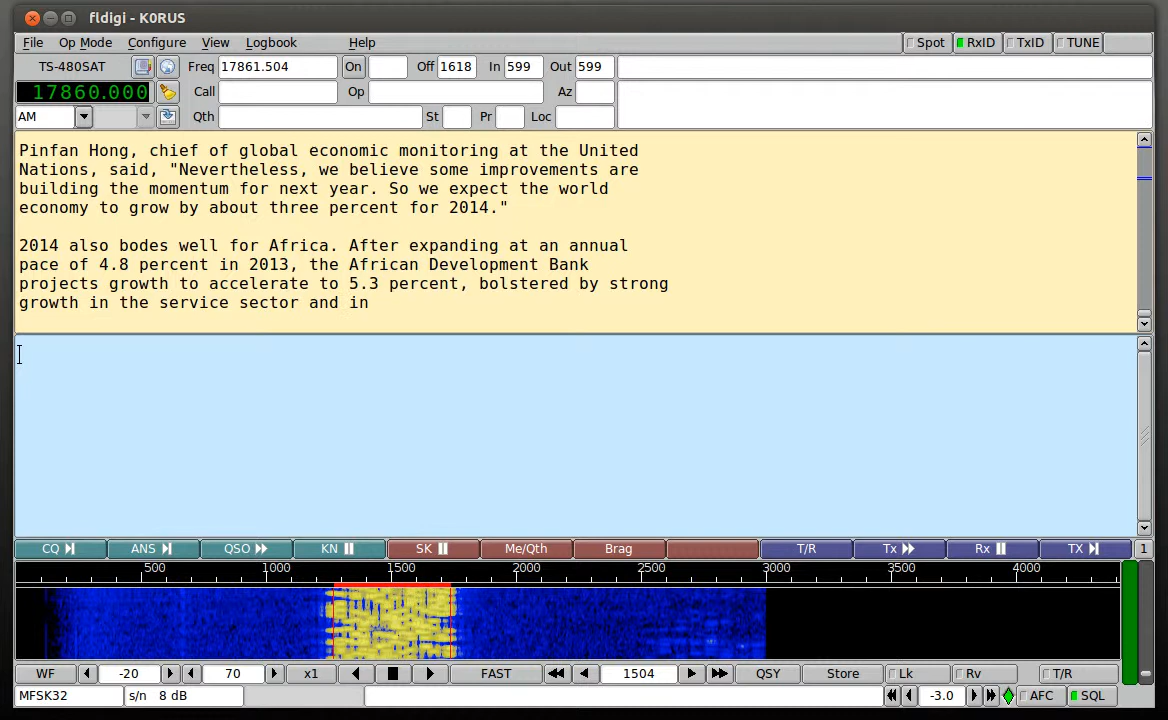 fldigi - K0RUS
File Op Mode Configure View Logbook Help Spot RxID TxID TUNE
TS-480SAT Freq 17861.504 On Off 1618 In 599 Out 599
17860.000 Call Op Az
AM Qth St Pr Loc
Pinfan Hong, chief of global economic monitoring at the United
Nations, said, "Nevertheless, we believe some improvements are
building the momentum for next year. So we expect the world
economy to grow by about three percent for 2014."
2014 also bodes well for Africa. After expanding at an annual
pace of 4.8 percent in 2013, the African Development Bank
projects growth to accelerate to 5.3 percent, bolstered by strong
growth in the service sector and in
CQ ANS QSO KN SK Me/Qth Brag T/R Tx Rx TX 1
500 1000 1500 2000 2500 3000 3500 4000
WF -20 70 x1 FAST 1504 QSY Store Lk Rv T/R
MFSK32 s/n 8 dB -3.0 AFC SQL